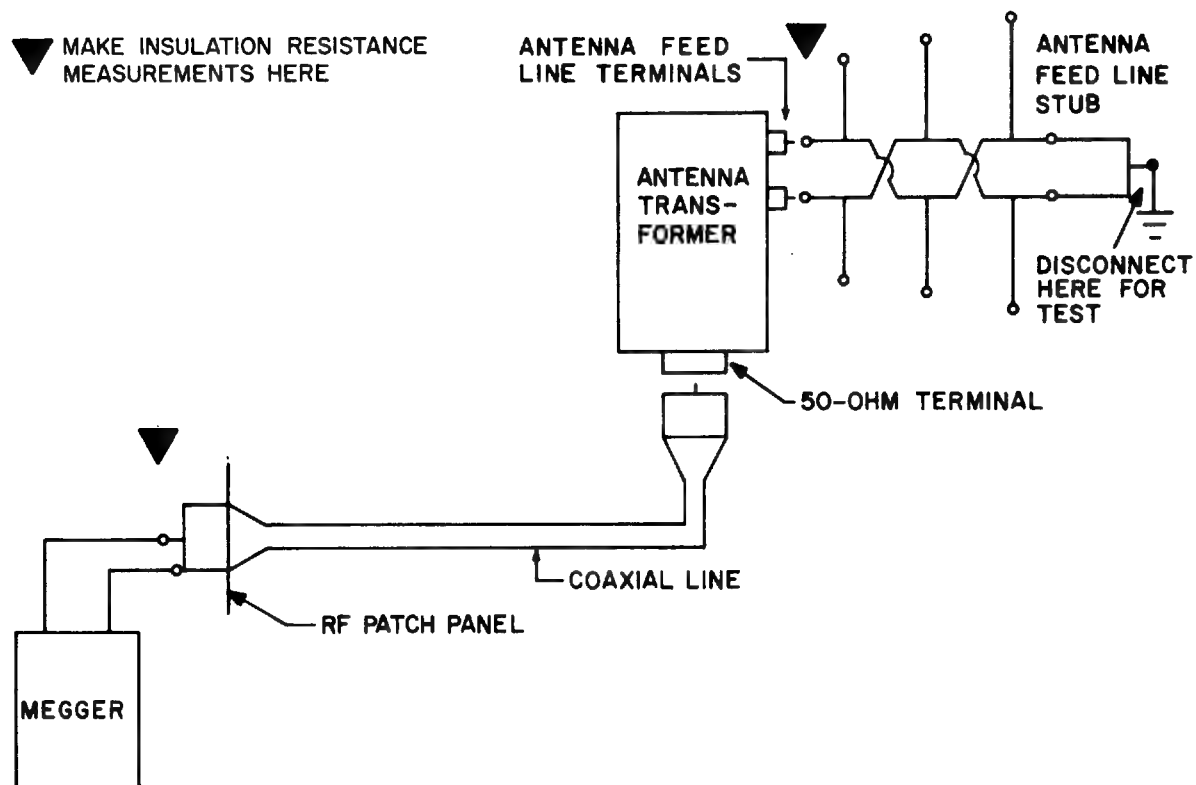 MAKE INSULATION RESISTANCE
MEASUREMENTS HERE
ANTENNA FEED
LINE TERMINALS
ANTENNA
FEED LINE
STUB
ANTENNA
TRANS-
FORMER
DISCONNECT
HERE FOR
TEST
50-OHM TERMINAL
COAXIAL LINE
RF PATCH PANEL
MEGGER